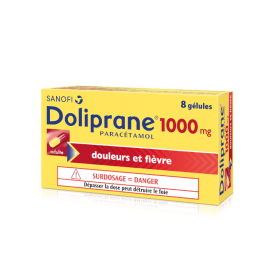 SANOFI
8 gélules
Doliprane® 1000 mg
PARACÉTAMOL
adulte
douleurs et fièvre
SURDOSAGE = DANGER
Dépasser la dose peut détruire le foie